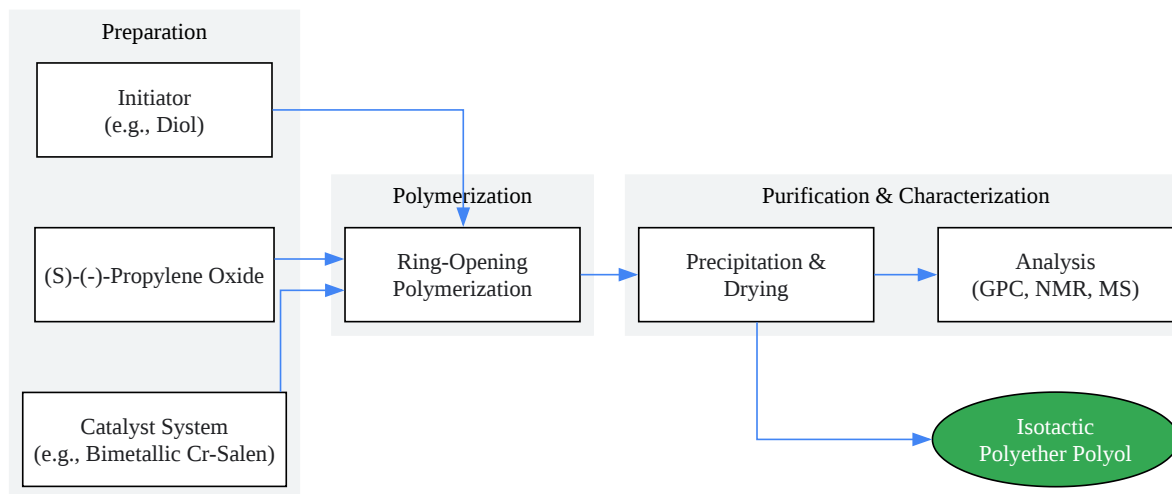 Preparation
Initiator
(e.g., Diol)
(S)-(-)-Propylene Oxide
Catalyst System
(e.g., Bimetallic Cr-Salen)
Polymerization
Ring-Opening
Polymerization
Purification & Characterization
Precipitation &
Drying
Analysis
(GPC, NMR, MS)
Isotactic
Polyether Polyol